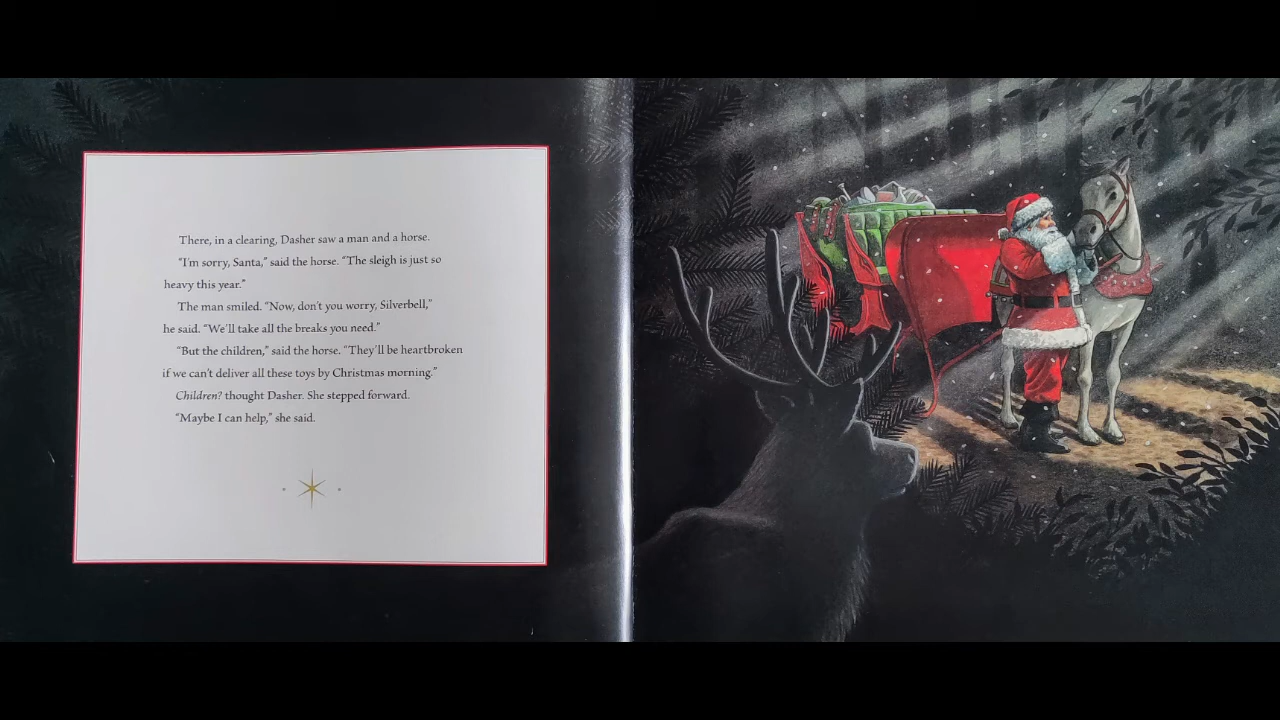 There, in a clearing, Dasher saw a man and a horse.
“I’m sorry, Santa,” said the horse. “The sleigh is just so
heavy this year.”
The man smiled. “Now, don’t you worry, Silverbell,”
he said. “We’ll take all the breaks you need.”
“But the children,” said the horse. “They’ll be heartbroken
if we can’t deliver all these toys by Christmas morning.”
Children? thought Dasher. She stepped forward.
“Maybe I can help,” she said.